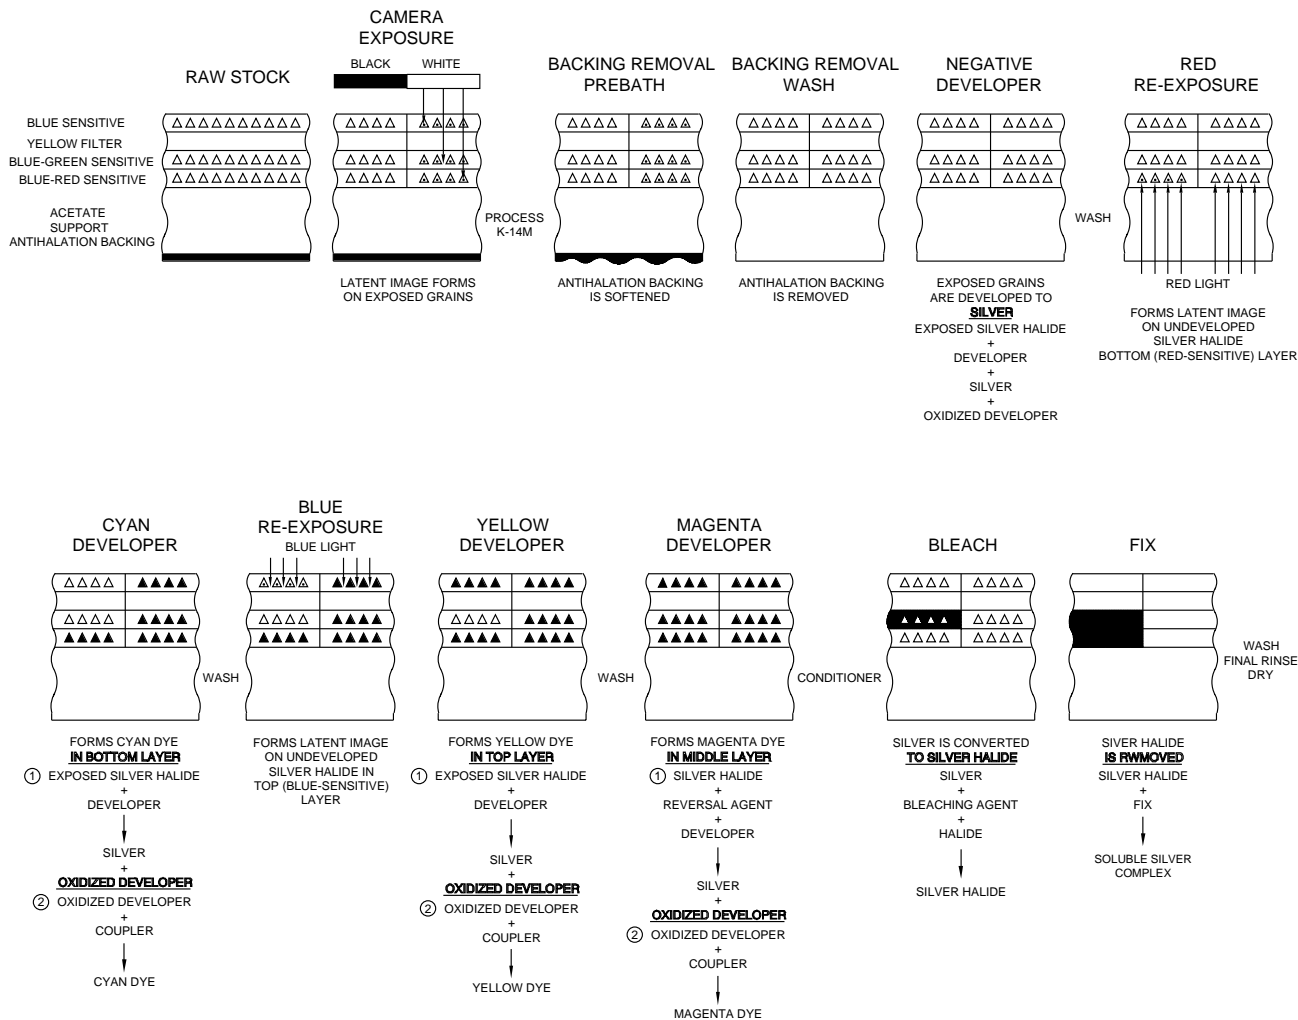 RAW STOCK
BLUE SENSITIVE
YELLOW FILTER
BLUE-GREEN SENSITIVE
BLUE-RED SENSITIVE
ACETATE
SUPPORT
ANTIHALATION BACKING
CAMERA
EXPOSURE
BLACK
WHITE
LATENT IMAGE FORMS
ON EXPOSED GRAINS
PROCESS
K-14M
BACKING REMOVAL
PREBATH
ANTIHALATION BACKING
IS SOFTENED
BACKING REMOVAL
WASH
ANTIHALATION BACKING
IS REMOVED
NEGATIVE
DEVELOPER
EXPOSED GRAINS
ARE DEVELOPED TO
SILVER
EXPOSED SILVER HALIDE
+
DEVELOPER
+
SILVER
+
OXIDIZED DEVELOPER
WASH
RED
RE-EXPOSURE
RED LIGHT
FORMS LATENT IMAGE
ON UNDEVELOPED
SILVER HALIDE
BOTTOM (RED-SENSITIVE) LAYER
CYAN
DEVELOPER
FORMS CYAN DYE
IN BOTTOM LAYER
1 EXPOSED SILVER HALIDE
+
DEVELOPER
SILVER
+
OXIDIZED DEVELOPER
2 OXIDIZED DEVELOPER
+
COUPLER
CYAN DYE
WASH
BLUE
RE-EXPOSURE
BLUE LIGHT
FORMS LATENT IMAGE
ON UNDEVELOPED
SILVER HALIDE IN
TOP (BLUE-SENSITIVE)
LAYER
YELLOW
DEVELOPER
FORMS YELLOW DYE
IN TOP LAYER
1 EXPOSED SILVER HALIDE
+
DEVELOPER
SILVER
+
OXIDIZED DEVELOPER
2 OXIDIZED DEVELOPER
+
COUPLER
YELLOW DYE
WASH
MAGENTA
DEVELOPER
FORMS MAGENTA DYE
IN MIDDLE LAYER
1 SILVER HALIDE
+
REVERSAL AGENT
+
DEVELOPER
SILVER
+
OXIDIZED DEVELOPER
2 OXIDIZED DEVELOPER
+
COUPLER
MAGENTA DYE
CONDITIONER
BLEACH
SILVER IS CONVERTED
TO SILVER HALIDE
SILVER
+
BLEACHING AGENT
+
HALIDE
SILVER HALIDE
FIX
SIVER HALIDE
IS RWMOVED
SILVER HALIDE
+
FIX
SOLUBLE SILVER
COMPLEX
WASH
FINAL RINSE
DRY